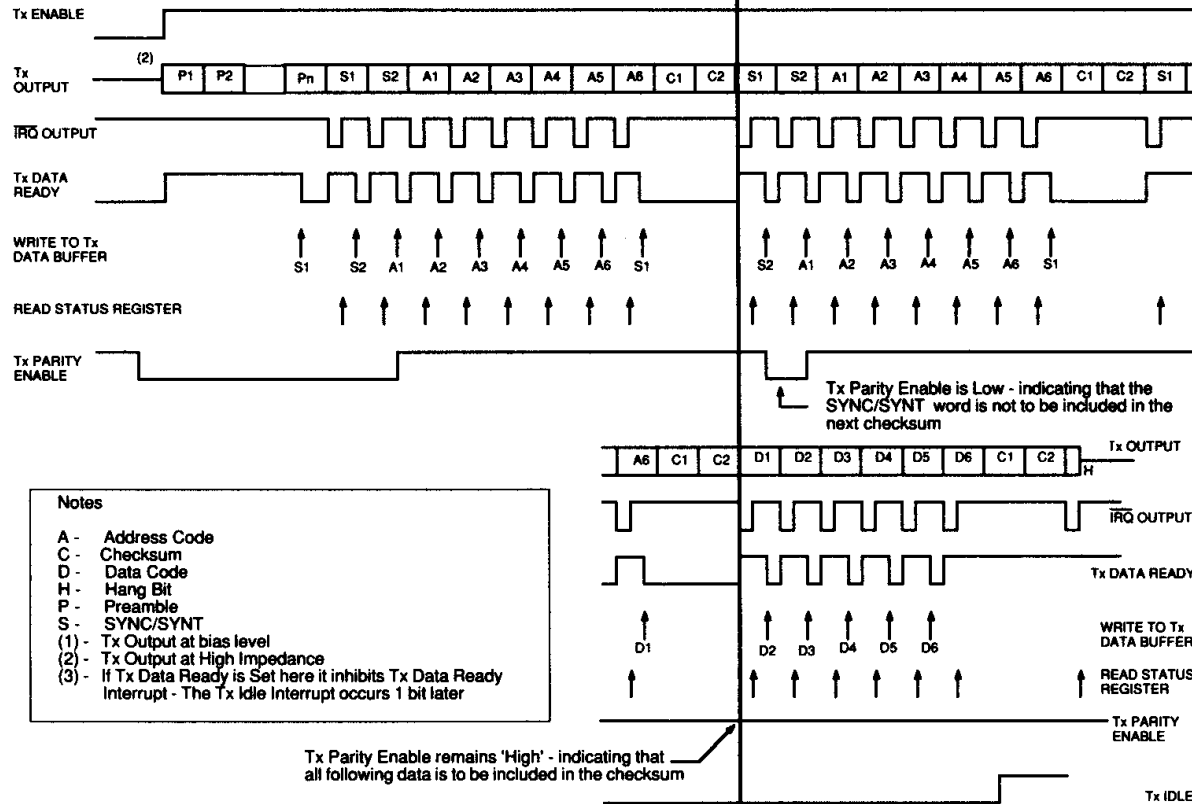 Tx ENABLE
(2)
Tx
OUTPUT
P1 P2 Pn S1 S2 A1 A2 A3 A4 A5 A6 C1 C2 S1 S2 A1 A2 A3 A4 A5 A6 C1 C2 S1
IRQ OUTPUT
Tx DATA
READY
WRITE TO Tx
DATA BUFFER
S1 S2 A1 A2 A3 A4 A5 A6 S1 S2 A1 A2 A3 A4 A5 A6 S1
READ STATUS REGISTER
Tx PARITY
ENABLE
Tx Parity Enable is Low - indicating that the
SYNC/SYNT word is not to be included in the
next checksum
A6 C1 C2 D1 D2 D3 D4 D5 D6 C1 C2
Tx OUTPUT
H
IRQ OUTPUT
Tx DATA READY
D1 D2 D3 D4 D5 D6
WRITE TO Tx
DATA BUFFER
READ STATUS
REGISTER
Tx PARITY
ENABLE
Tx IDLE
Notes
A - Address Code
C - Checksum
D - Data Code
H - Hang Bit
P - Preamble
S - SYNC/SYNT
(1) - Tx Output at bias level
(2) - Tx Output at High Impedance
(3) - If Tx Data Ready is Set here it inhibits Tx Data Ready
Interrupt - The Tx Idle Interrupt occurs 1 bit later
Tx Parity Enable remains 'High' - indicating that
all following data is to be included in the checksum